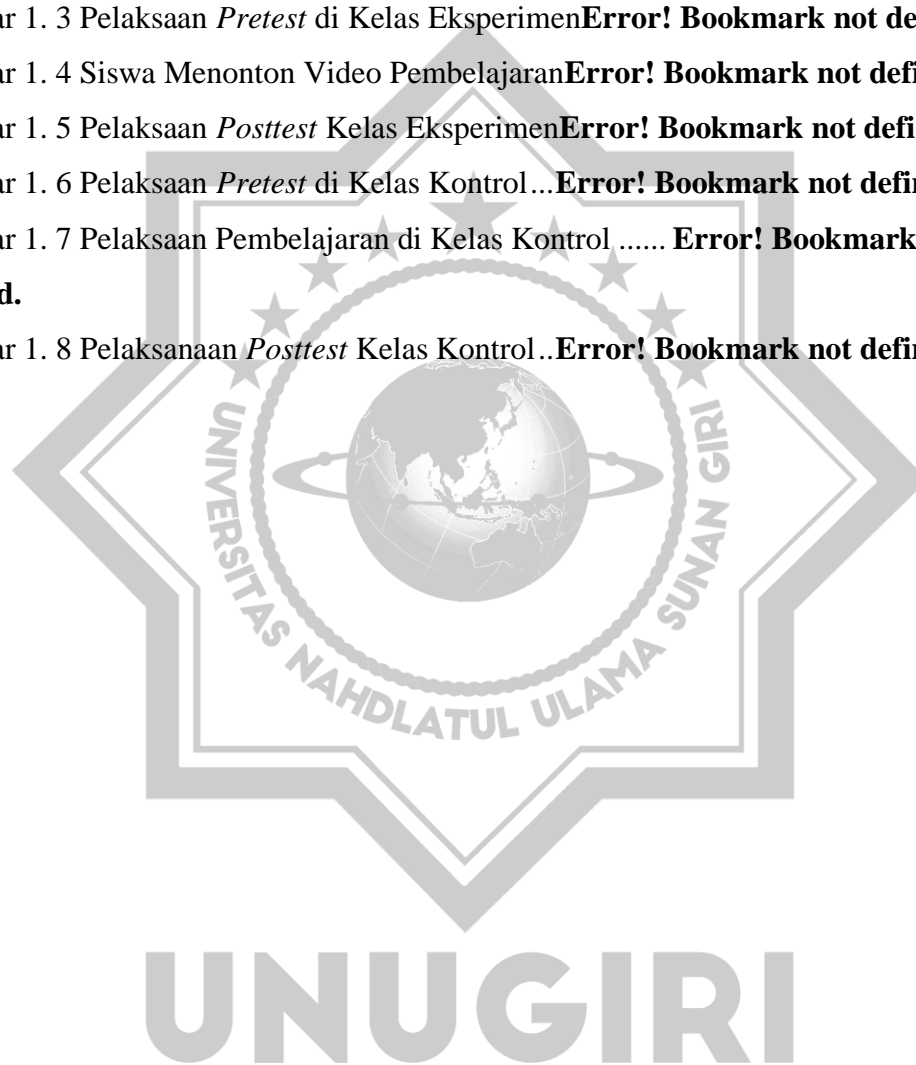 ar 1. 3 Pelaksaan Pretest di Kelas EksperimenError! Bookmark not de
ar 1. 4 Siswa Menonton Video PembelajaranError! Bookmark not defi
ar 1. 5 Pelaksaan Posttest Kelas EksperimenError! Bookmark not defi
ar 1. 6 Pelaksaan Pretest di Kelas Kontrol...Error! Bookmark not defi
ar 1. 7 Pelaksaan Pembelajaran di Kelas Kontrol ...... Error! Bookmark
d.
ar 1. 8 Pelaksanaan Posttest Kelas Kontrol..Error! Bookmark not defi
UNIVERSITAS NAHDLATUL ULAMA SUNAN GIRI
UNUGIRI